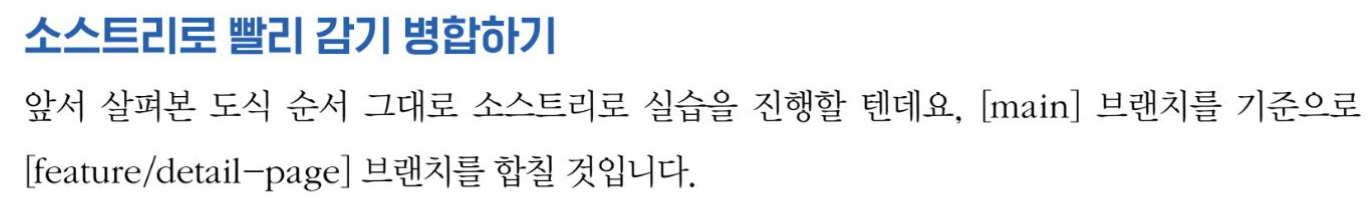 소스트리로 빨리 감기 병합하기
앞서 살펴본 도식 순서 그대로 소스트리로 실습을 진행할 텐데요, [main] 브랜치를 기준으로
[feature/detail-page] 브랜치를 합칠 것입니다.